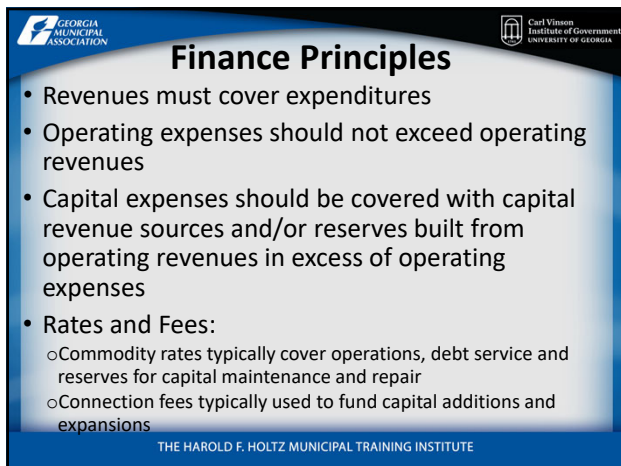 GEORGIA
MUNICIPAL
ASSOCIATION
Carl Vinson
Institute of Government
UNIVERSITY OF GEORGIA
Finance Principles
• Revenues must cover expenditures
• Operating expenses should not exceed operating
revenues
• Capital expenses should be covered with capital
revenue sources and/or reserves built from
operating revenues in excess of operating
expenses
• Rates and Fees:
oCommodity rates typically cover operations, debt service and
reserves for capital maintenance and repair
oConnection fees typically used to fund capital additions and
expansions
THE HAROLD F. HOLTZ MUNICIPAL TRAINING INSTITUTE